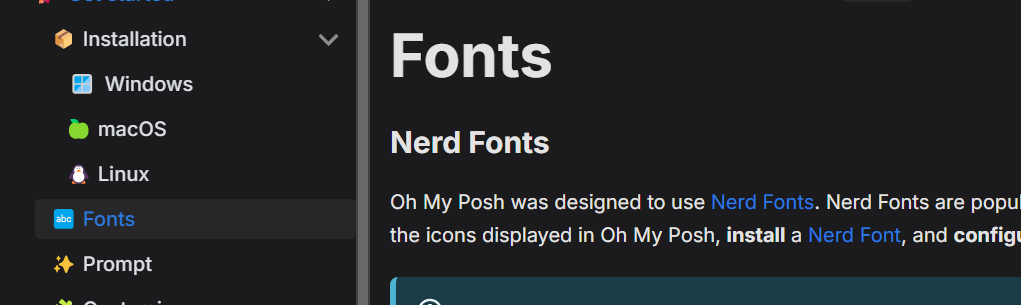 Installation
Windows
macOS
Linux
abc Fonts
Prompt
Fonts
Nerd Fonts
Oh My Posh was designed to use Nerd Fonts. Nerd Fonts are popul
the icons displayed in Oh My Posh, install a Nerd Font, and configu